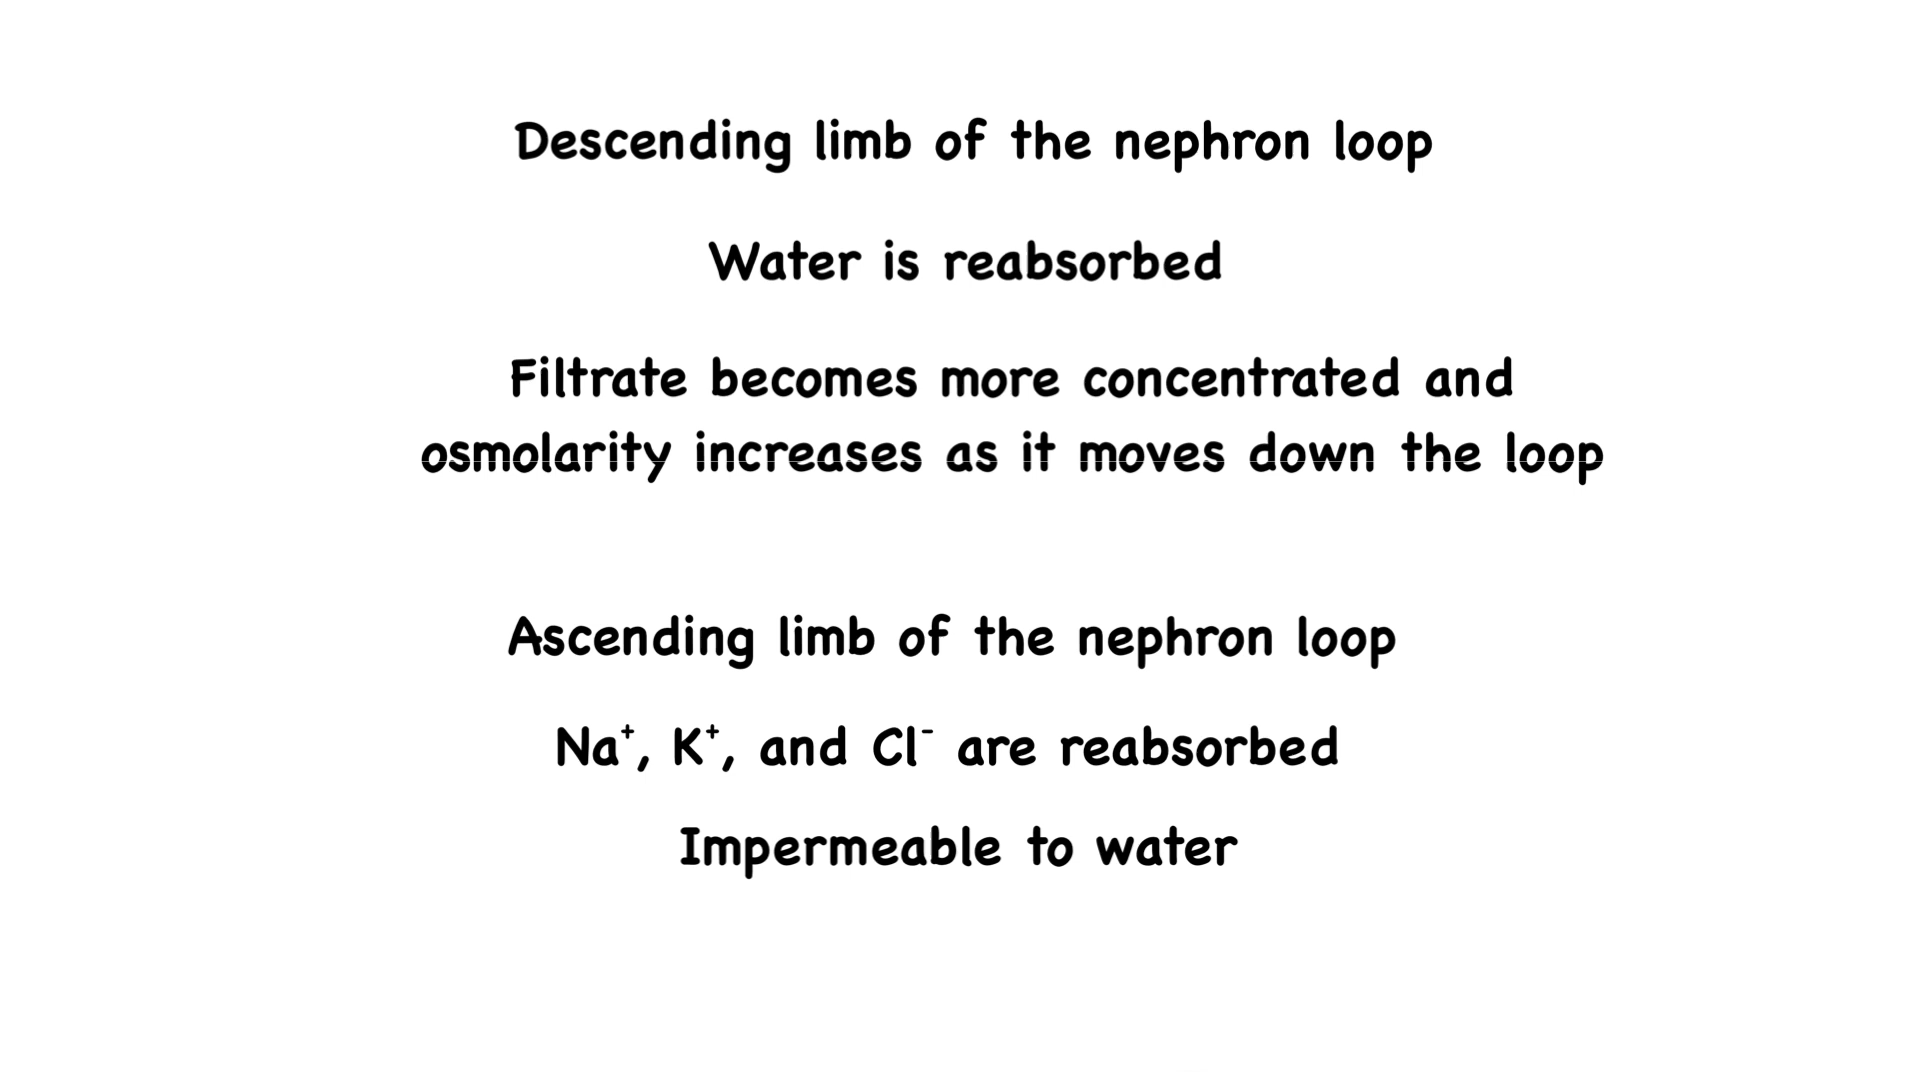 Descending limb of the nephron loop
Water is reabsorbed
Filtrate becomes more concentrated and
osmolarity increases as it moves down the loop
Ascending limb of the nephron loop
Na⁺, K⁺, and Cl⁻ are reabsorbed
Impermeable to water